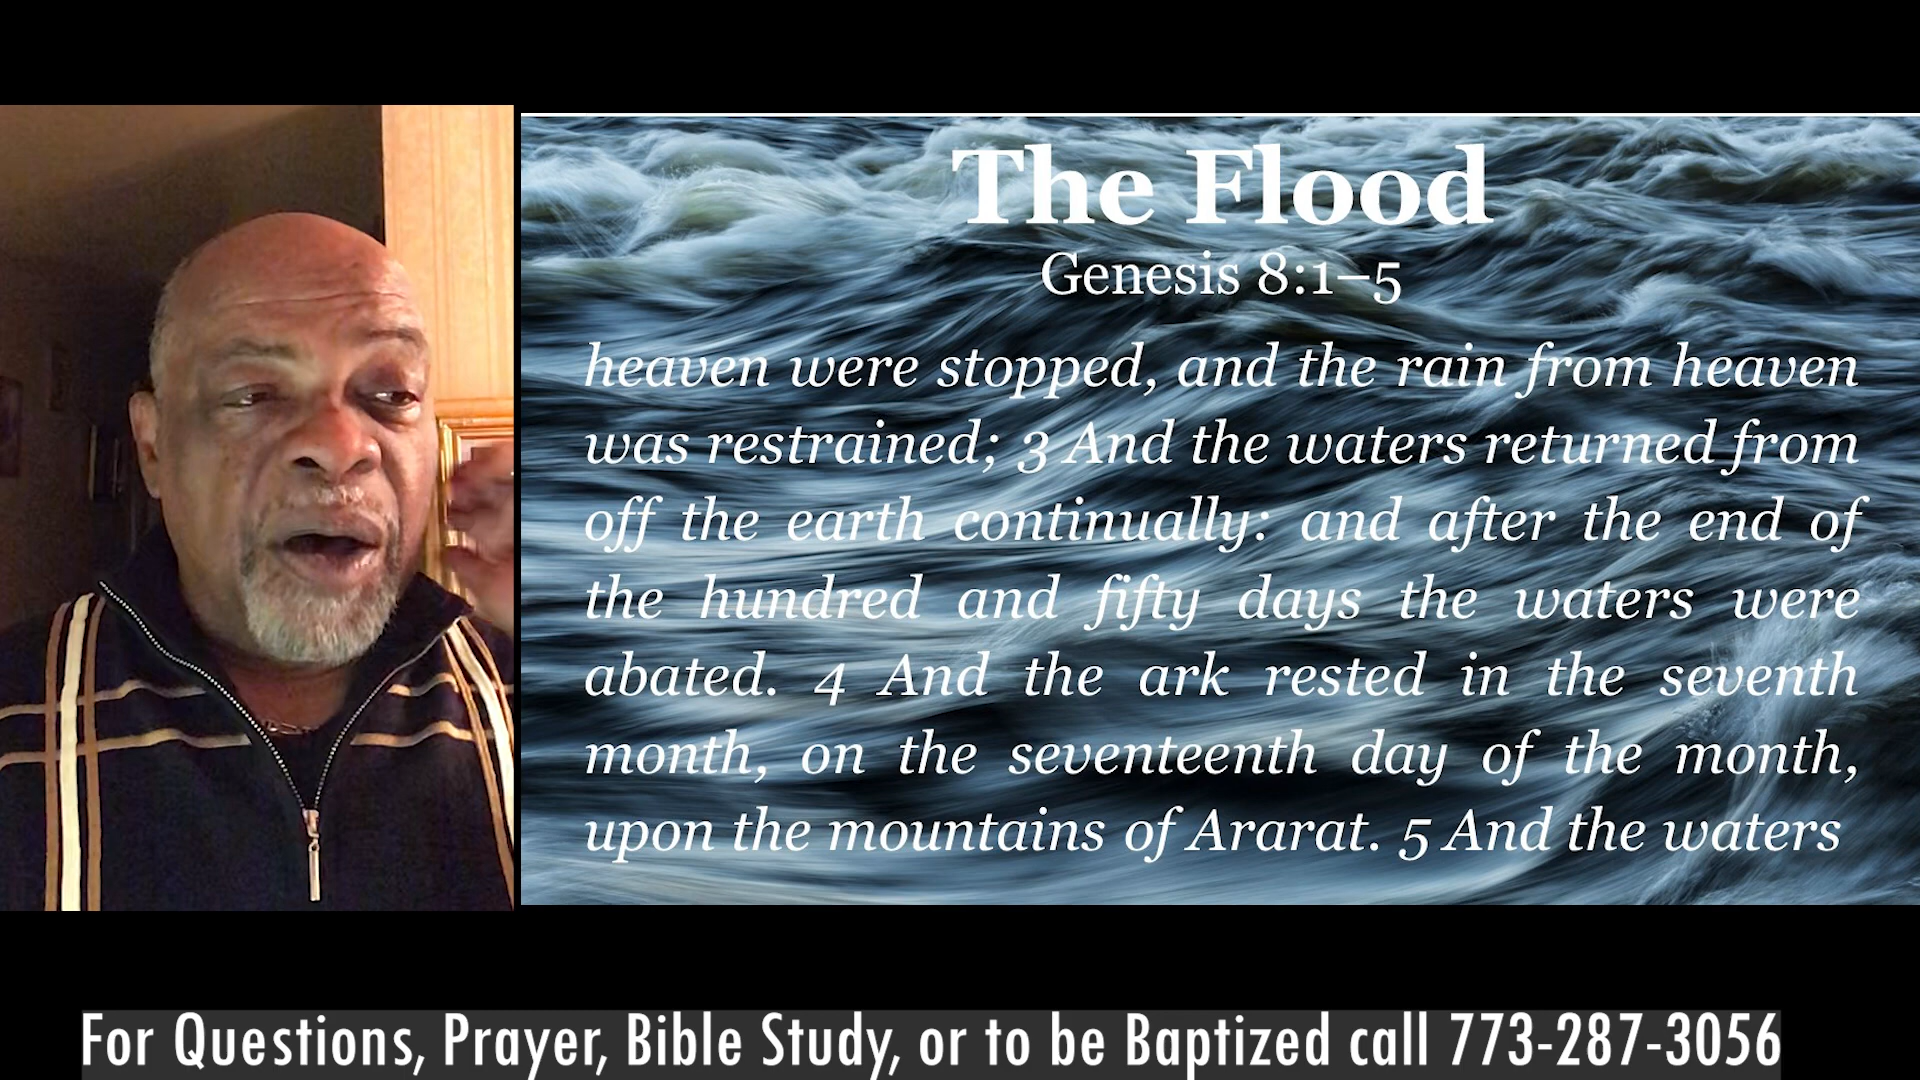 The Flood
Genesis 8:1–5
heaven were stopped, and the rain from heaven
was restrained; 3 And the waters returned from
off the earth continually: and after the end of
the hundred and fifty days the waters were
abated. 4 And the ark rested in the seventh
month, on the seventeenth day of the month,
upon the mountains of Ararat. 5 And the waters
For Questions, Prayer, Bible Study, or to be Baptized call 773-287-3056